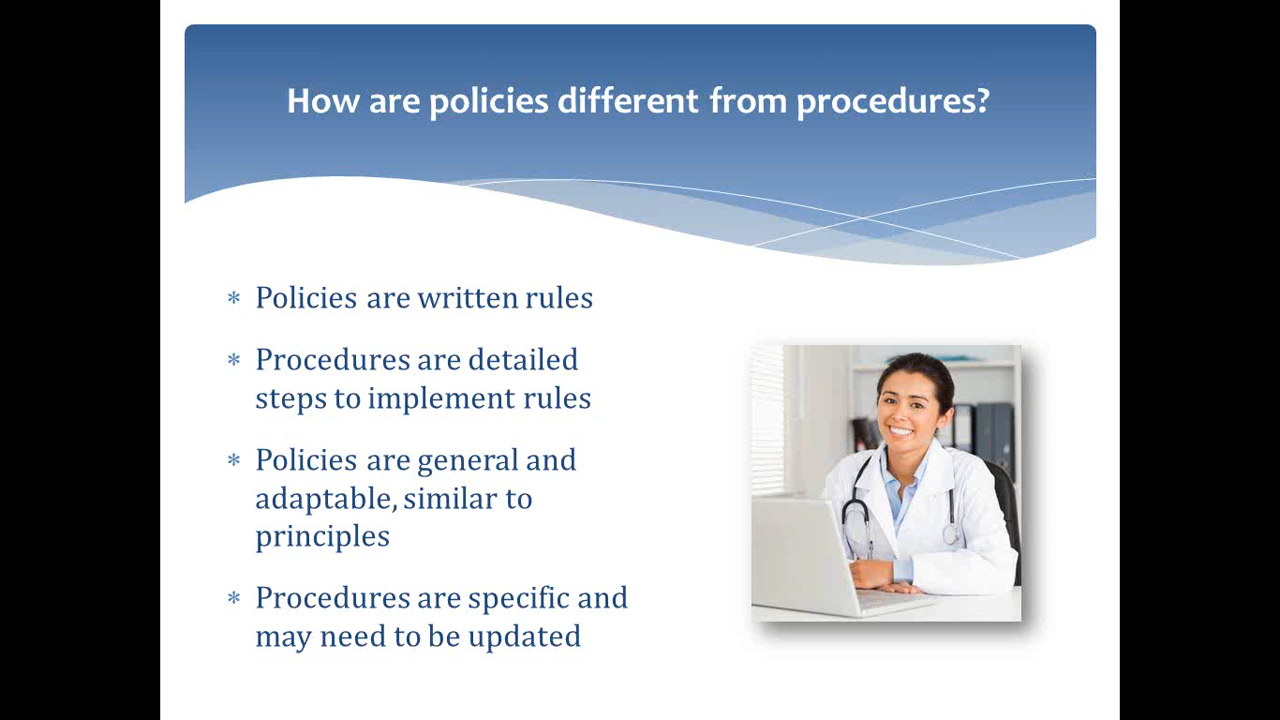 How are policies different from procedures?
* Policies are written rules
* Procedures are detailed
steps to implement rules
* Policies are general and
adaptable, similar to
principles
* Procedures are specific and
may need to be updated